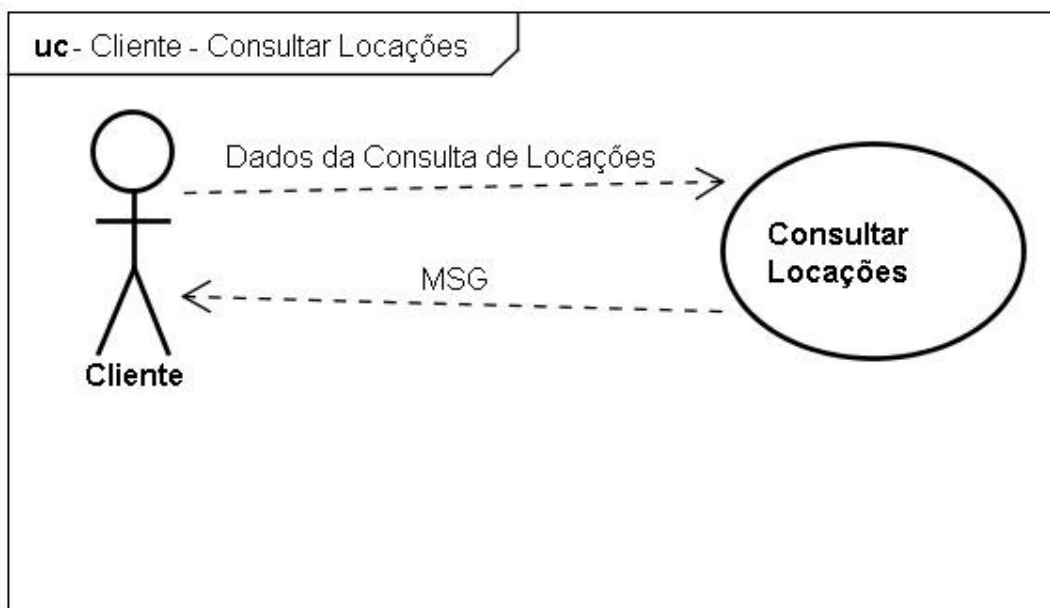 uc - Cliente - Consultar Locações
Dados da Consulta de Locações
Consultar
Locações
MSG
Cliente